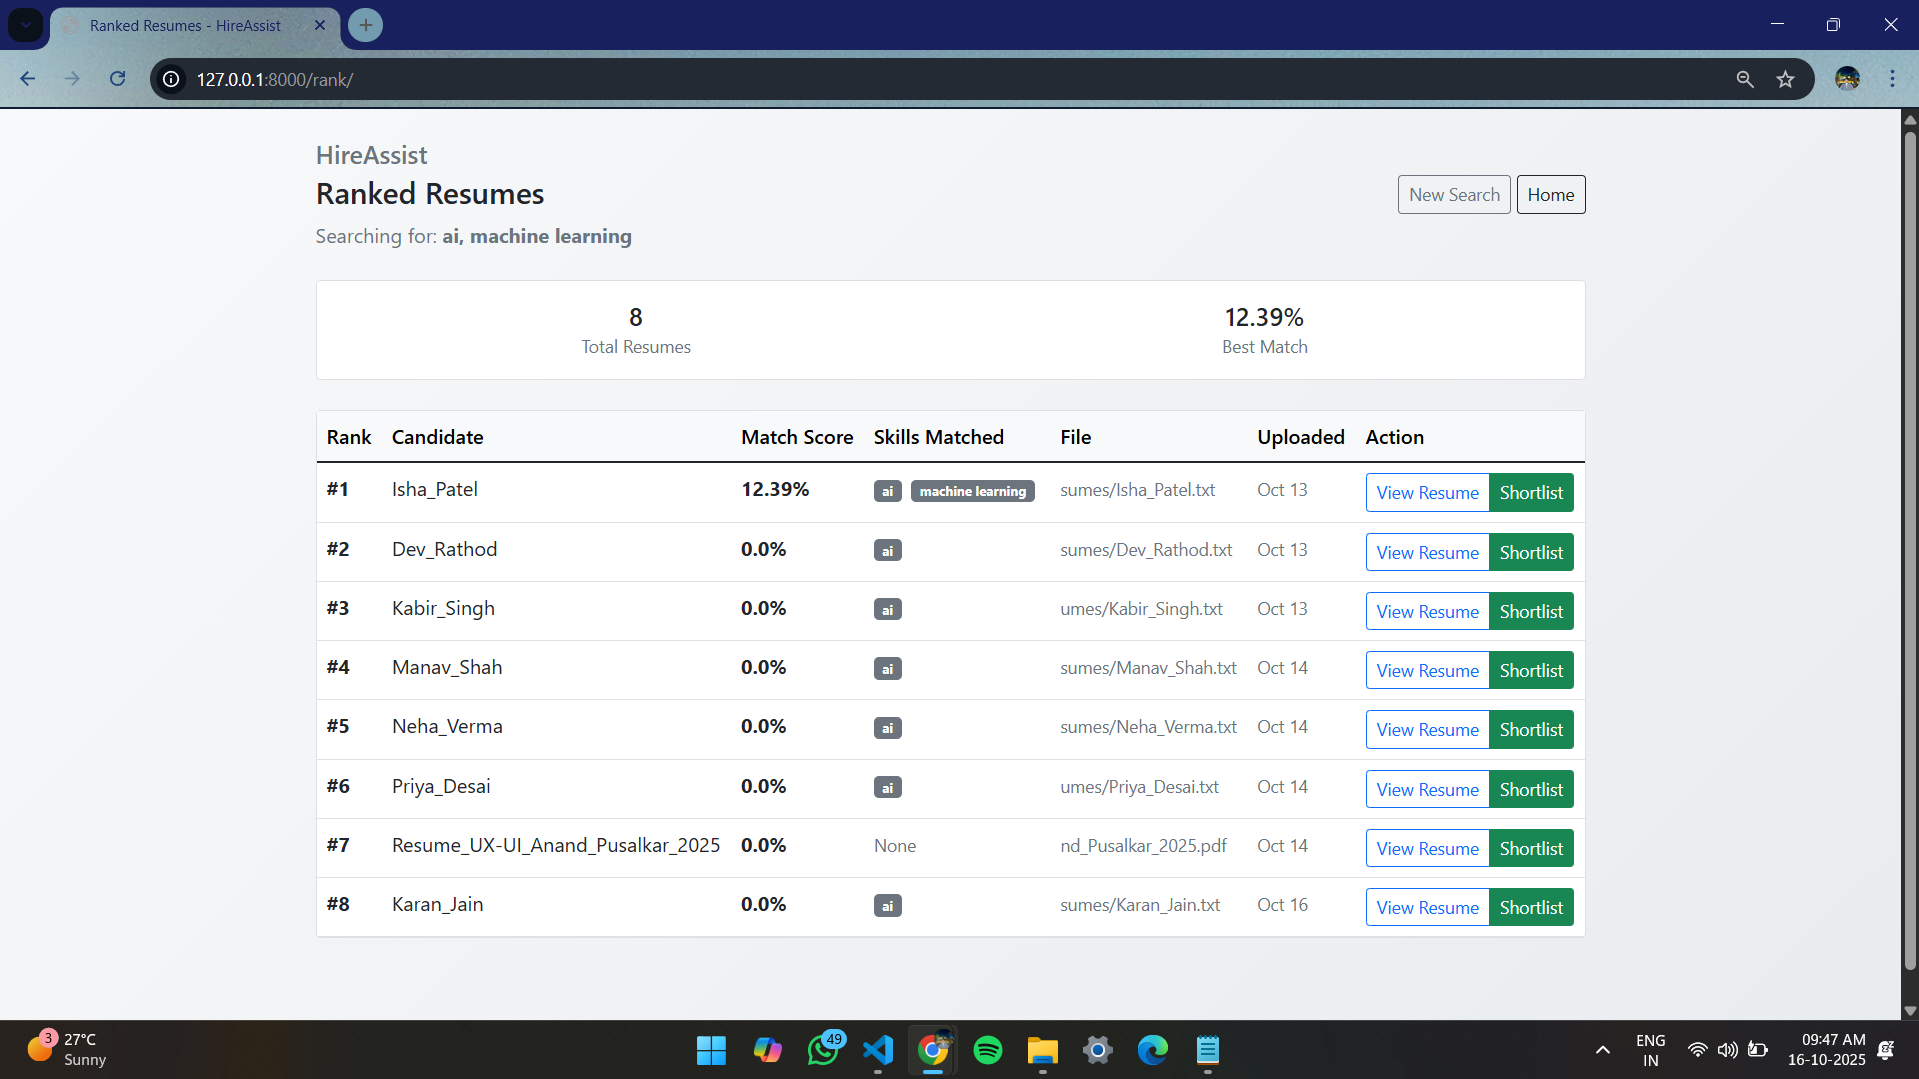 Ranked Resumes - HireAssist
127.0.0.1:8000/rank/
HireAssist
Ranked Resumes
New Search Home
Searching for: ai, machine learning
8 12.39%
Total Resumes Best Match
Rank Candidate Match Score Skills Matched File Uploaded Action
#1 Isha_Patel 12.39% ai machine learning sumes/Isha_Patel.txt Oct 13 View Resume Shortlist
#2 Dev_Rathod 0.0% ai sumes/Dev_Rathod.txt Oct 13 View Resume Shortlist
#3 Kabir_Singh 0.0% ai umes/Kabir_Singh.txt Oct 13 View Resume Shortlist
#4 Manav_Shah 0.0% ai sumes/Manav_Shah.txt Oct 14 View Resume Shortlist
#5 Neha_Verma 0.0% ai sumes/Neha_Verma.txt Oct 14 View Resume Shortlist
#6 Priya_Desai 0.0% ai umes/Priya_Desai.txt Oct 14 View Resume Shortlist
#7 Resume_UX-UI_Anand_Pusalkar_2025 0.0% None nd_Pusalkar_2025.pdf Oct 14 View Resume Shortlist
#8 Karan_Jain 0.0% ai sumes/Karan_Jain.txt Oct 16 View Resume Shortlist
3 27°C 49 ENG 09:47 AM
Sunny IN 16-10-2025